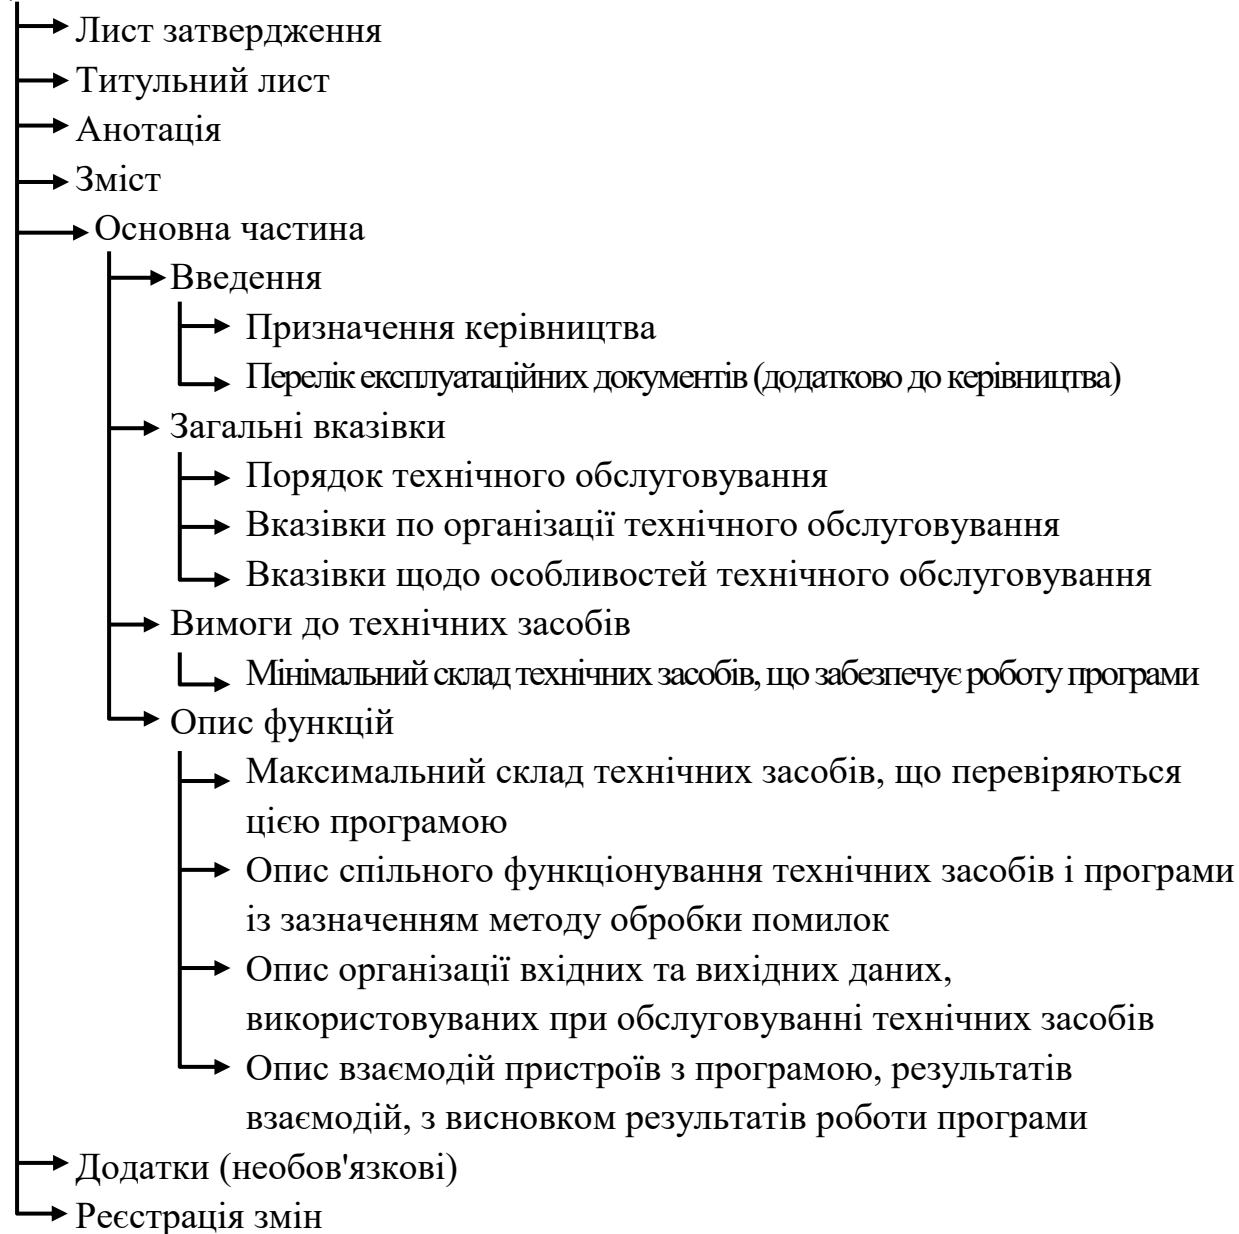 Лист затвердження
Титульний лист
Анотація
Зміст
Основна частина
Введення
Призначення керівництва
Перелік експлуатаційних документів (додатково до керівництва)
Загальні вказівки
Порядок технічного обслуговування
Вказівки по організації технічного обслуговування
Вказівки щодо особливостей технічного обслуговування
Вимоги до технічних засобів
Мінімальний склад технічних засобів, що забезпечує роботу програми
Опис функцій
Максимальний склад технічних засобів, що перевіряються
цією програмою
Опис спільного функціонування технічних засобів і програми
із зазначенням методу обробки помилок
Опис організації вхідних та вихідних даних,
використовуваних при обслуговуванні технічних засобів
Опис взаємодій пристроїв з програмою, результатів
взаємодій, з висновком результатів роботи програми
Додатки (необов'язкові)
Реєстрація змін